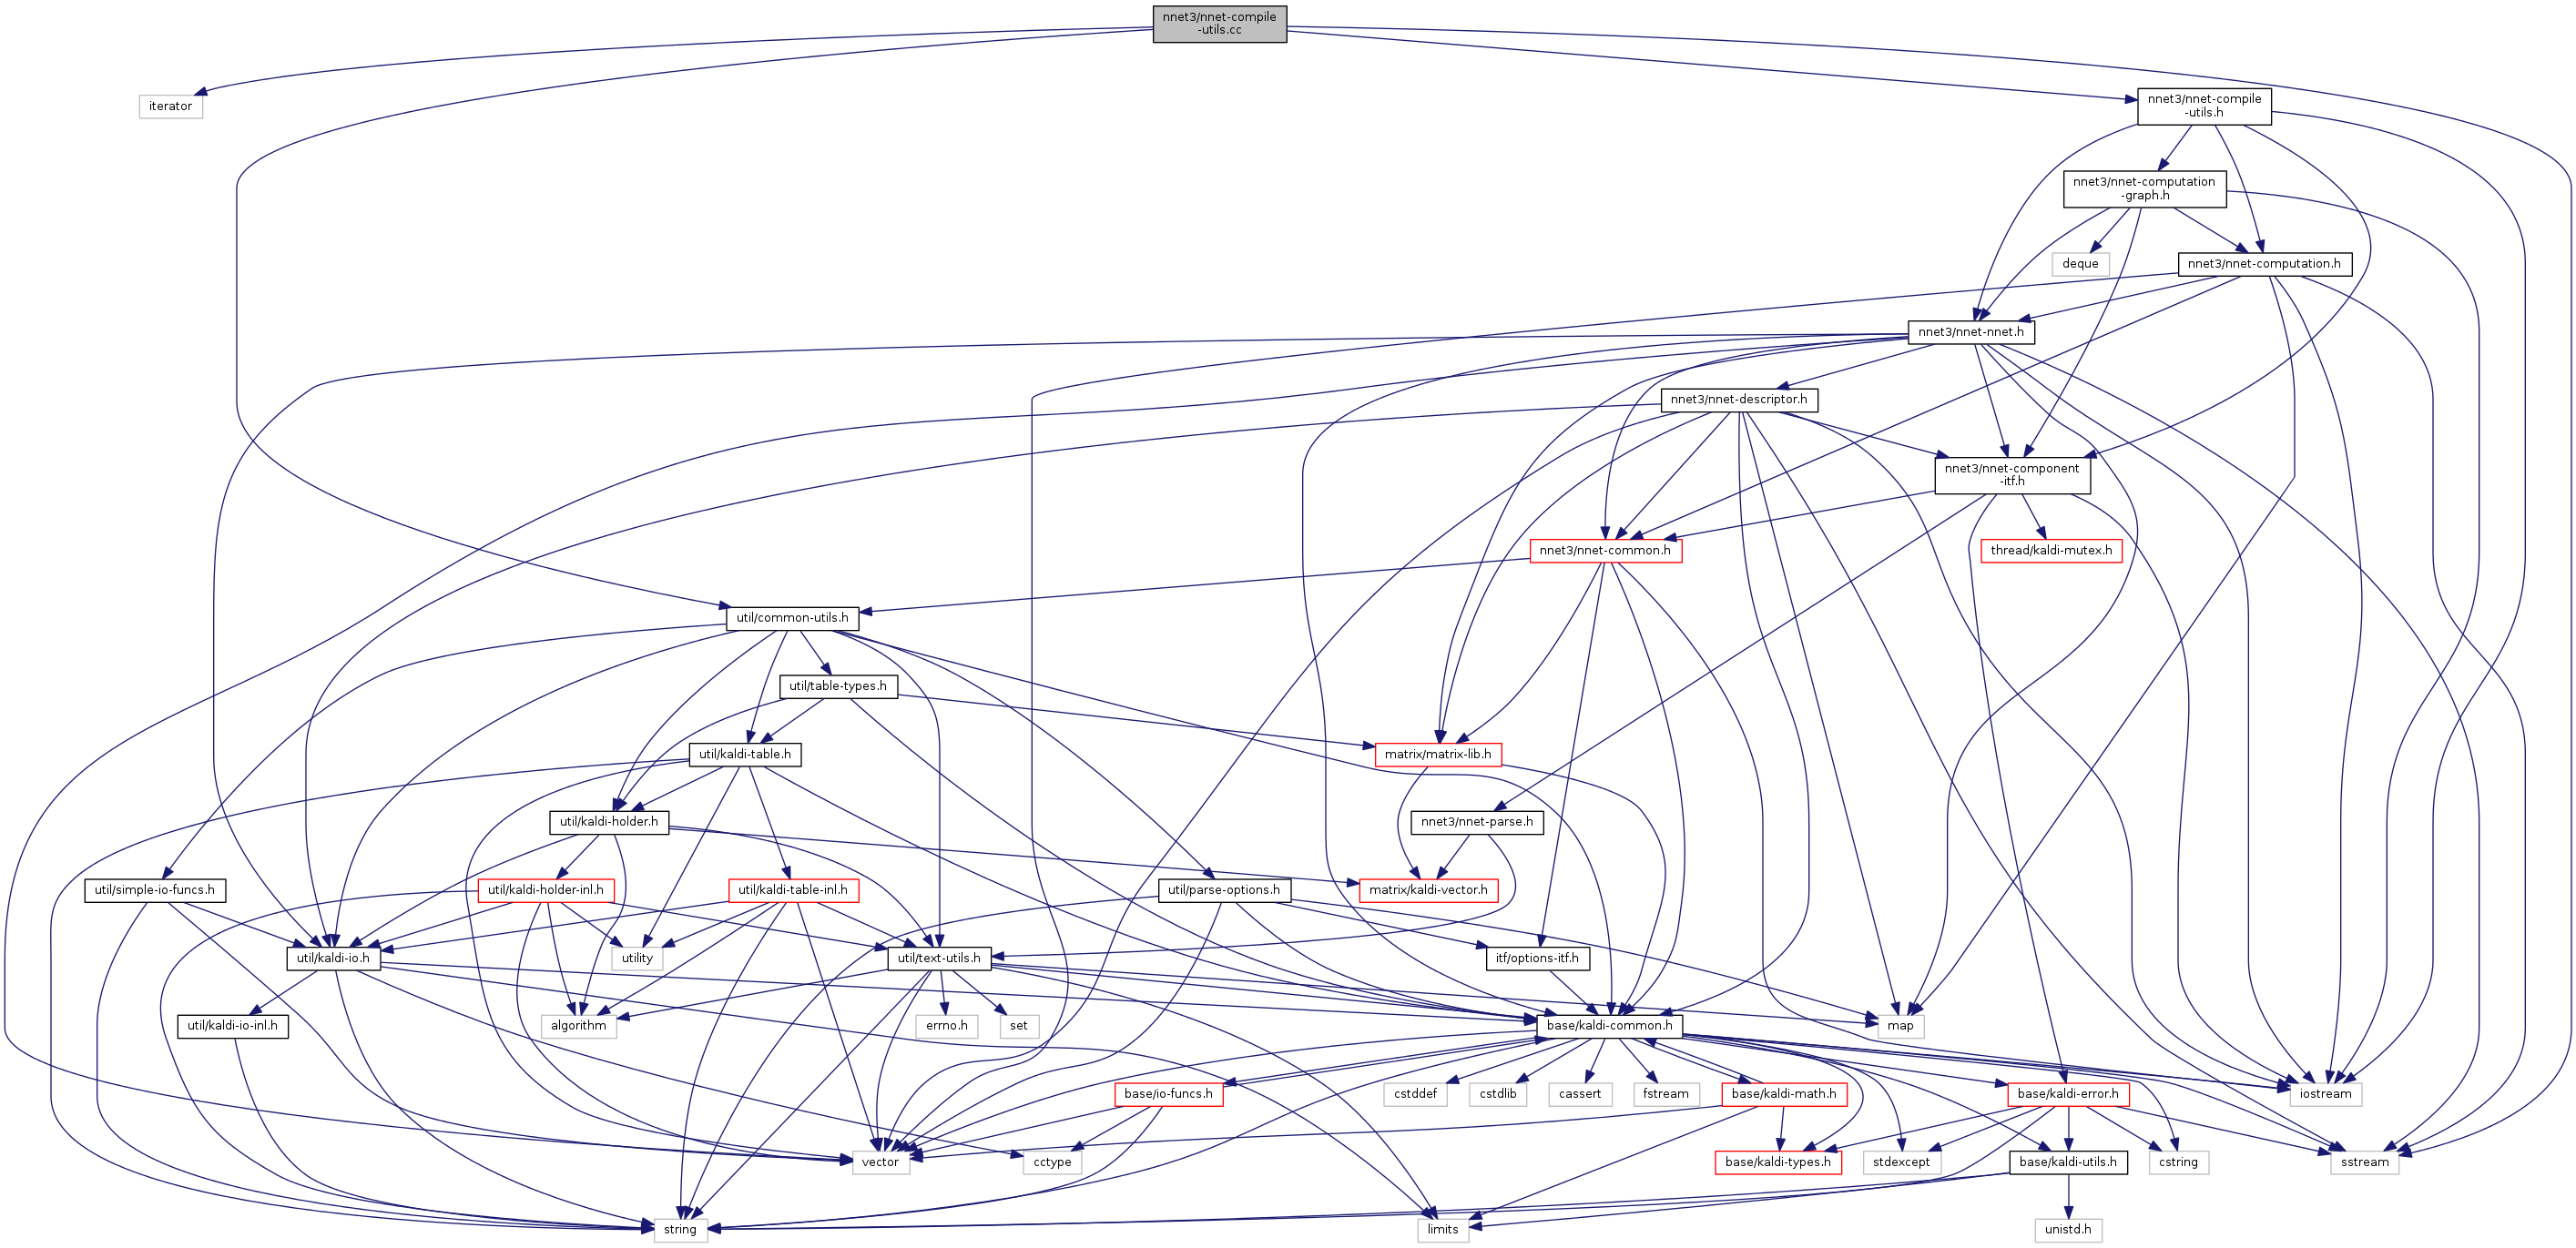 nnet3/nnet-compile
-utils.cc
iterator
nnet3/nnet-compile
-utils.h
nnet3/nnet-computation
-graph.h
deque
nnet3/nnet-computation.h
nnet3/nnet-nnet.h
nnet3/nnet-descriptor.h
nnet3/nnet-component
-itf.h
nnet3/nnet-common.h
thread/kaldi-mutex.h
util/common-utils.h
util/table-types.h
util/kaldi-table.h
matrix/matrix-lib.h
util/kaldi-holder.h
nnet3/nnet-parse.h
util/simple-io-funcs.h
util/kaldi-holder-inl.h
util/kaldi-table-inl.h
util/parse-options.h
matrix/kaldi-vector.h
util/kaldi-io.h
utility
util/text-utils.h
itf/options-itf.h
util/kaldi-io-inl.h
algorithm
errno.h
set
base/kaldi-common.h
map
base/io-funcs.h
cstddef
cstdlib
cassert
fstream
base/kaldi-math.h
base/kaldi-error.h
iostream
vector
cctype
base/kaldi-types.h
stdexcept
base/kaldi-utils.h
cstring
sstream
string
limits
unistd.h